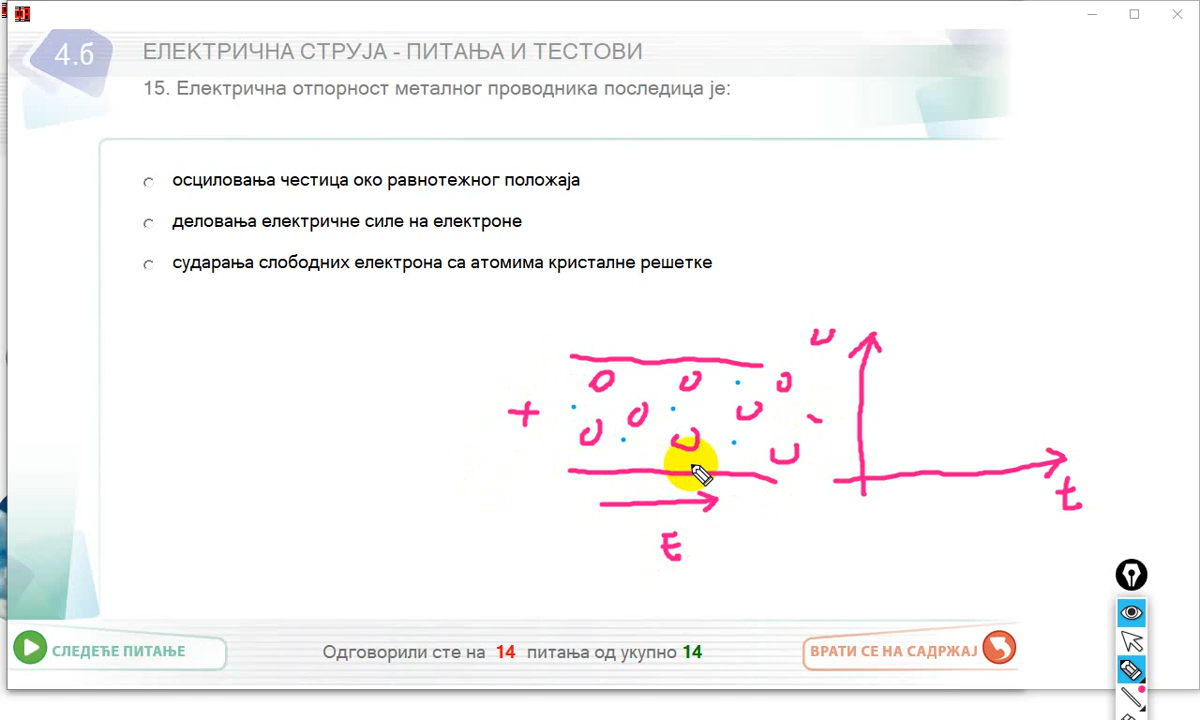 4.6 ЕЛЕКТРИЧНА СТРУЈА - ПИТАЊА И ТЕСТОВИ
15. Електрична отпорност металног проводника последица је:
осциловања честица око равнотежног положаја
деловања електричне силе на електроне
сударања слободних електрона са атомима кристалне решетке
+
-
E
t
СЛЕДЕЋЕ ПИТАЊЕ
Одговорили сте на 14 питања од укупно 14
ВРАТИ СЕ НА САДРЖАЈ